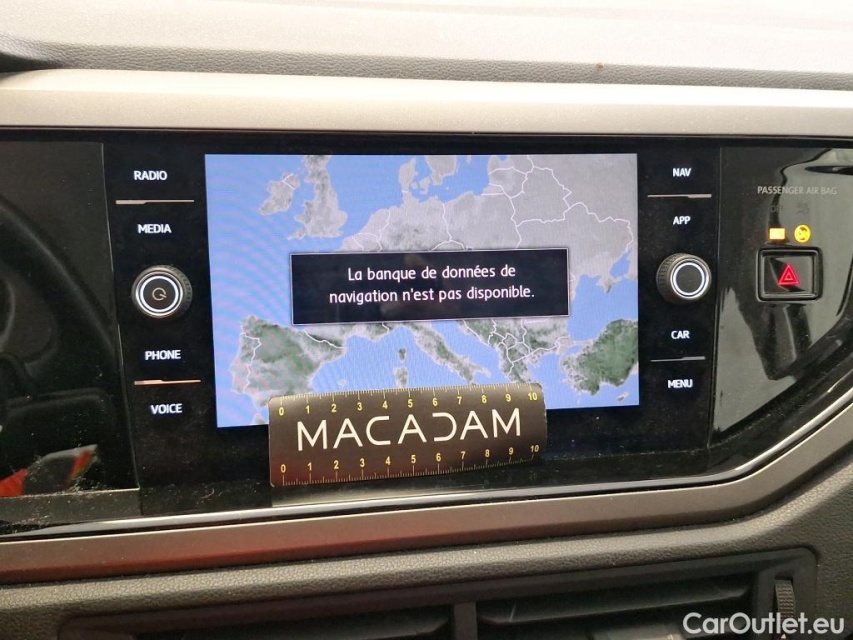 RADIO
MEDIA
PHONE
VOICE
La banque de données de
navigation n'est pas disponible.
NAV
APP
CAR
MENU
PASSENGER AIR BAG
0 1 2 3 4 5 6 7 8 9 10
MACADAM
0 1 2 3 4 5 6 7 8 9 10
CarOutlet.eu